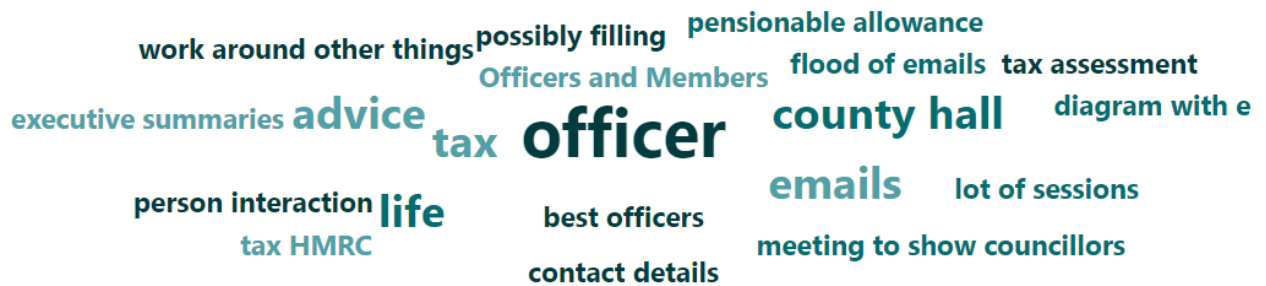 pensionable allowance
possibly filling
work around other things
flood of emails
tax assessment
Officers and Members
diagram with e
executive summaries
advice
county hall
officer
tax
emails
lot of sessions
person interaction
life
best officers
tax HMRC
meeting to show councillors
contact details